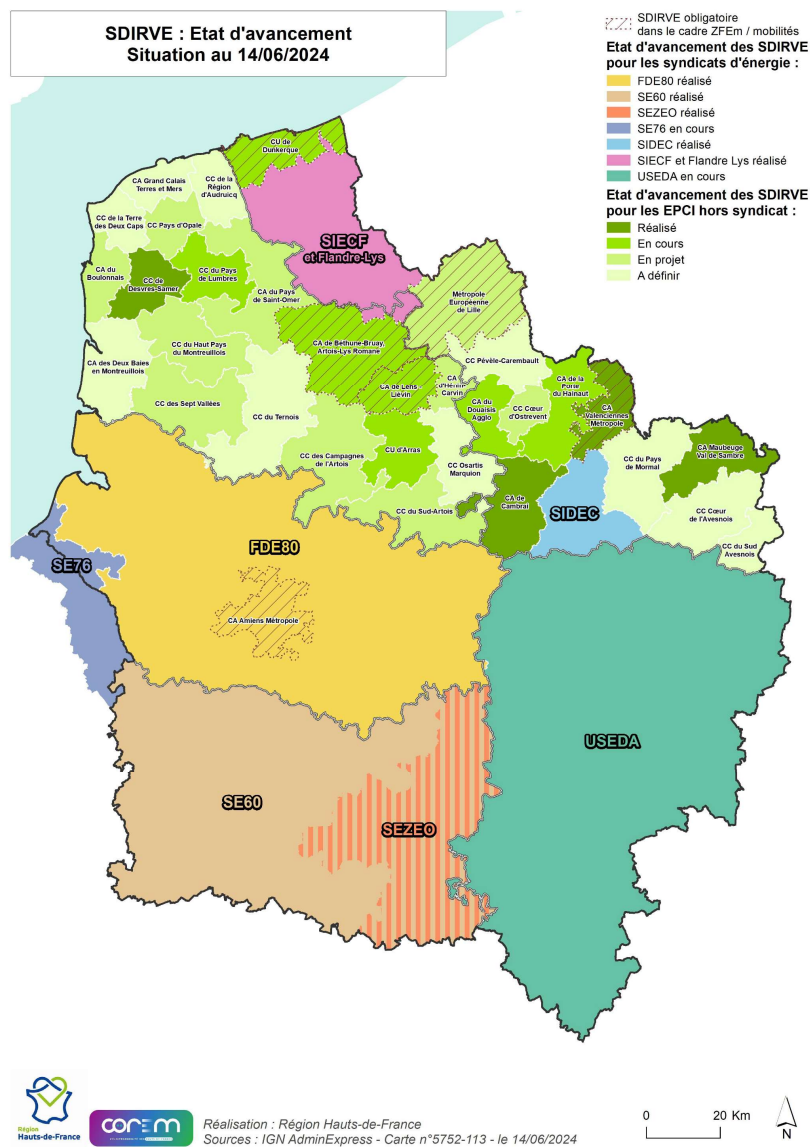 SDIRVE : Etat d'avancement
Situation au 14/06/2024
SDIRVE obligatoire
dans le cadre ZFEm / mobilités
Etat d'avancement des SDIRVE
pour les syndicats d'énergie :
FDE80 réalisé
SE60 réalisé
SEZEO réalisé
SE76 en cours
SIDEC réalisé
SIECF et Flandre Lys réalisé
USEDA en cours
Etat d'avancement des SDIRVE
pour les EPCI hors syndicat :
Réalisé
En cours
En projet
A définir
CU de
Dunkerque
CA Grand Calais
Terres et Mers
CC de la
Région
d'Audruicq
CC de la Terre
des Deux Caps
CC Pays d'Opale
SIECF
et Flandre-Lys
CA du
Boulonnais
CC de
Desvres-Samer
CC du Pays
de Lumbres
CA du Pays
de Saint-Omer
Métropole
Européenne
de Lille
CC du Haut Pays
du Montreuillois
CA de Béthune-Bruay,
Artois-Lys Romane
CA des Deux Baies
en Montreuillois
CC Pévèle-Carembault
CA de Lens
Liévin
CA
d'Hénin
Carvin
CA de la
Porte
du Hainaut
CC des Sept Vallées
CC du Ternois
CA du
Douaisis
Agglo
CC Cœur
d'Ostrevent
CA
Valenciennes
Métropole
CU d'Arras
CC des Campagnes
de l'Artois
CC Osartis
Marquion
CC du Pays
de Mormal
CA Maubeuge
Val de Sambre
CA de
Cambrai
CC du Sud-Artois
SIDEC
CC Cœur
de l'Avesnois
CC du Sud
Avesnois
FDE80
SE76
CA Amiens Métropole
USEDA
SE60
SEZEO
Région
Hauts-de-France
corem
Réalisation : Région Hauts-de-France
Sources : IGN AdminExpress - Carte n°5752-113 - le 14/06/2024
0 20 Km
N